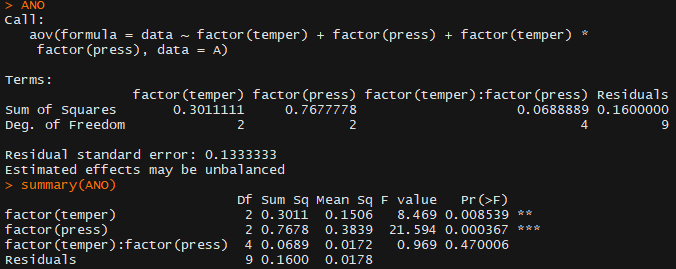 > ANO
Call:
   aov(formula = data ~ factor(temper) + factor(press) + factor(temper) *
    factor(press), data = A)

Terms:
                factor(temper) factor(press) factor(temper):factor(press) Residuals
Sum of Squares       0.3011111     0.7677778                    0.0688889 0.1600000
Deg. of Freedom              2             2                            4         9

Residual standard error: 0.1333333
Estimated effects may be unbalanced
> summary(ANO)
                             Df Sum Sq Mean Sq F value   Pr(>F)
factor(temper)                2 0.3011  0.1506   8.469 0.008539 **
factor(press)                 2 0.7678  0.3839  21.594 0.000367 ***
factor(temper):factor(press)  4 0.0689  0.0172   0.969 0.470006
Residuals                     9 0.1600  0.0178